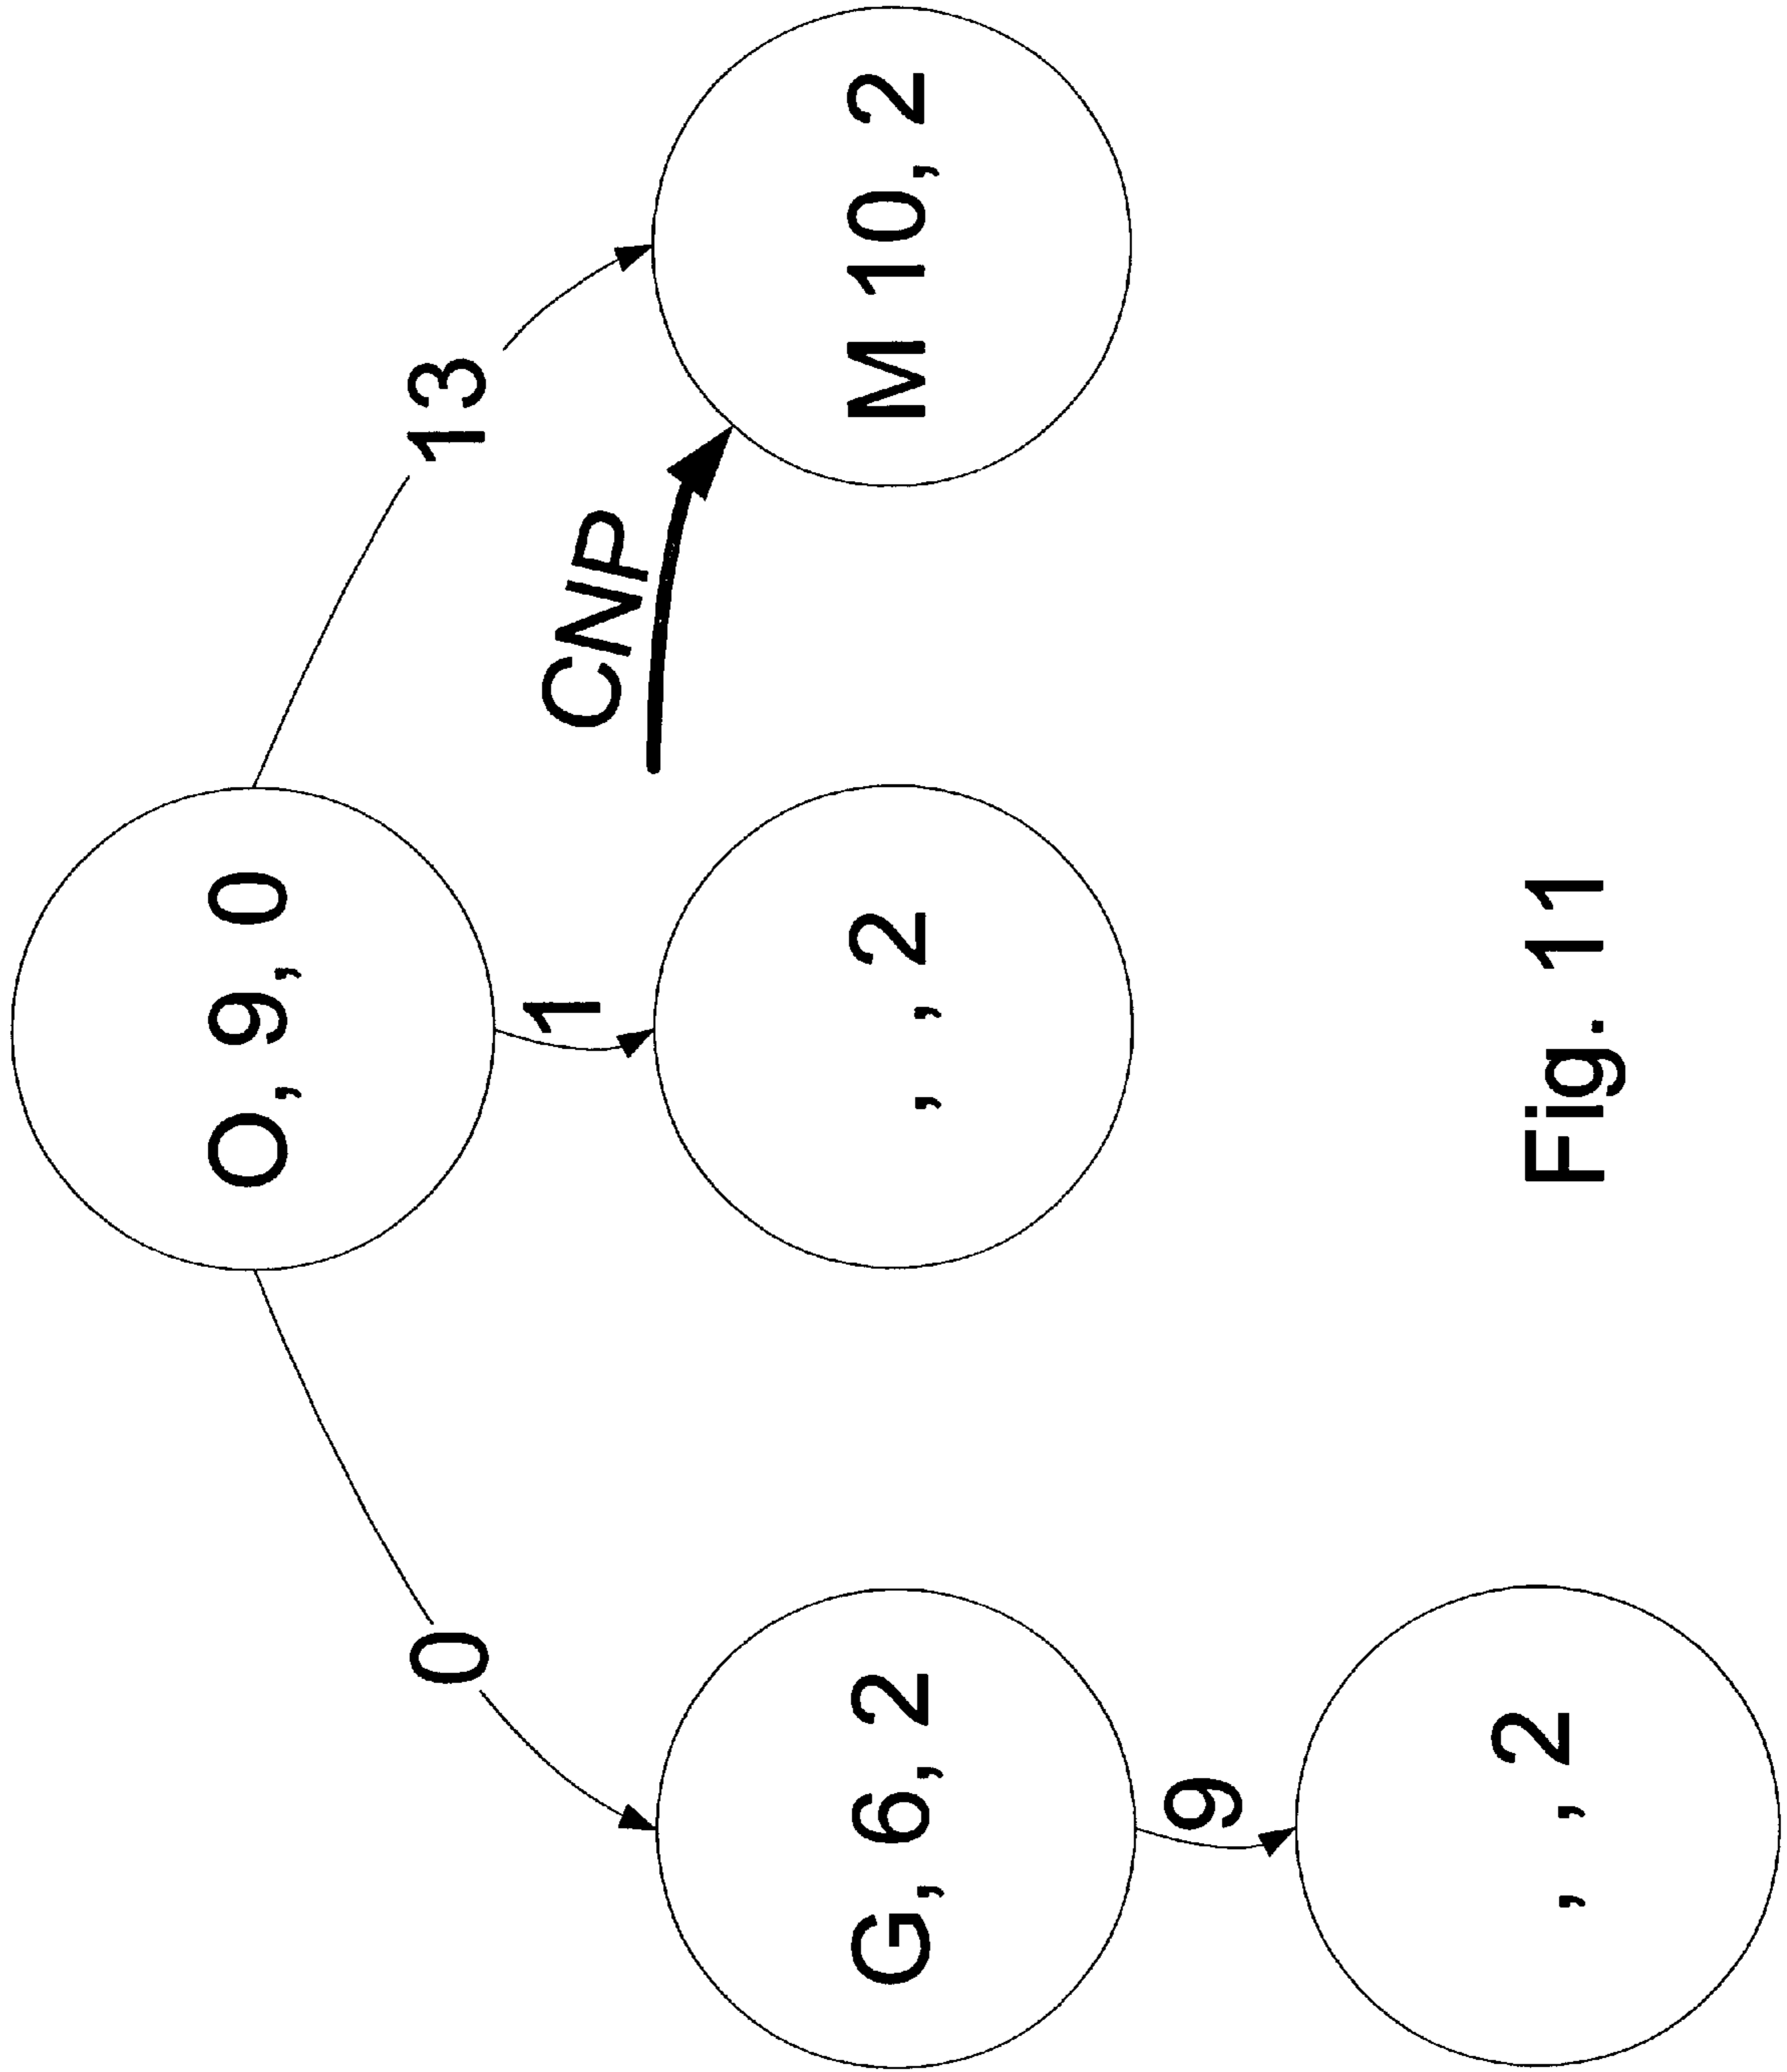 O, 9, 0
0
13
1
CNP
G, 6, 2
, , 2
M 10, 2
9
, , 2
Fig. 11